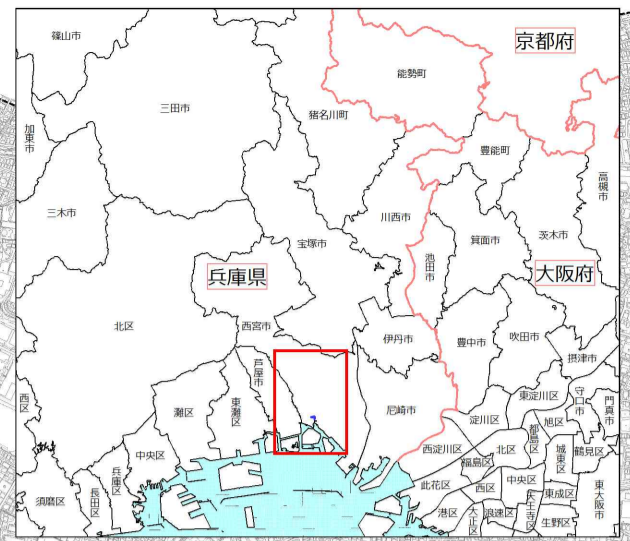 篠山市
京都府
能勢町
三田市
猪名川町
加東市
豊能町
高槻市
三木市
川西市
箕面市
茨木市
宝塚市
池田市
兵庫県
大阪府
北区
西宮市
伊丹市
豊中市
吹田市
摂津市
芦屋市
東灘区
灘区
西区
尼崎市
淀川区
東淀川区
守口市
門真市
旭区
都島区
中央区
兵庫区
長田区
須磨区
西淀川区
北区
福島区
城東区
鶴見区
此花区
西区
中央区
東成区
東大阪市
港区
大正区
浪速区
天王寺区
生野区